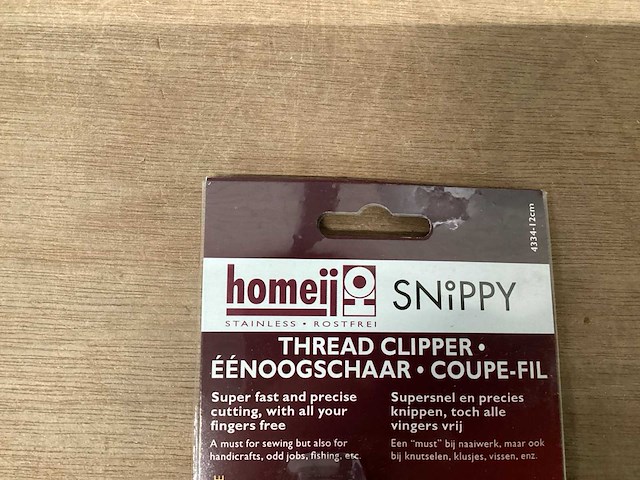 4334-12cm
homeij SNiPPY
STAINLESS • ROSTFREI
THREAD CLIPPER •
ÉÉNOOGSCHAAR • COUPE-FIL
Super fast and precise
cutting, with all your
fingers free
A must for sewing but also for
handicrafts, odd jobs, fishing, etc.
Supersnel en precies
knippen, toch alle
vingers vrij
Een “must” bij naaiwerk, maar ook
bij knutselen, klusjes, vissen, enz.